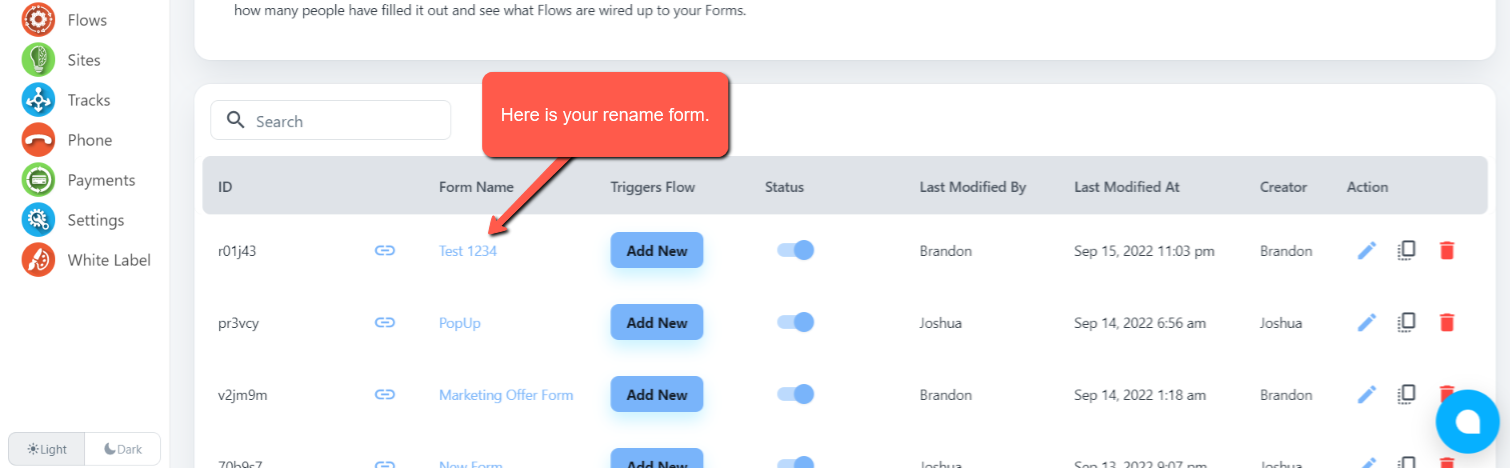 how many people have filled it out and see what Flows are wired up to your Forms.
Flows
Sites
Tracks
Phone
Payments
Settings
White Label
Light Dark
Search
Here is your rename form.
ID Form Name Triggers Flow Status Last Modified By Last Modified At Creator Action
r01j43 Test 1234 Add New Brandon Sep 15, 2022 11:03 pm Brandon
pr3vcy PopUp Add New Joshua Sep 14, 2022 6:56 am Joshua
v2jm9m Marketing Offer Form Add New Brandon Sep 14, 2022 1:18 am Brandon
70b9s7 New Form Add New Joshua Sep 13, 2022 9:07 pm Joshua